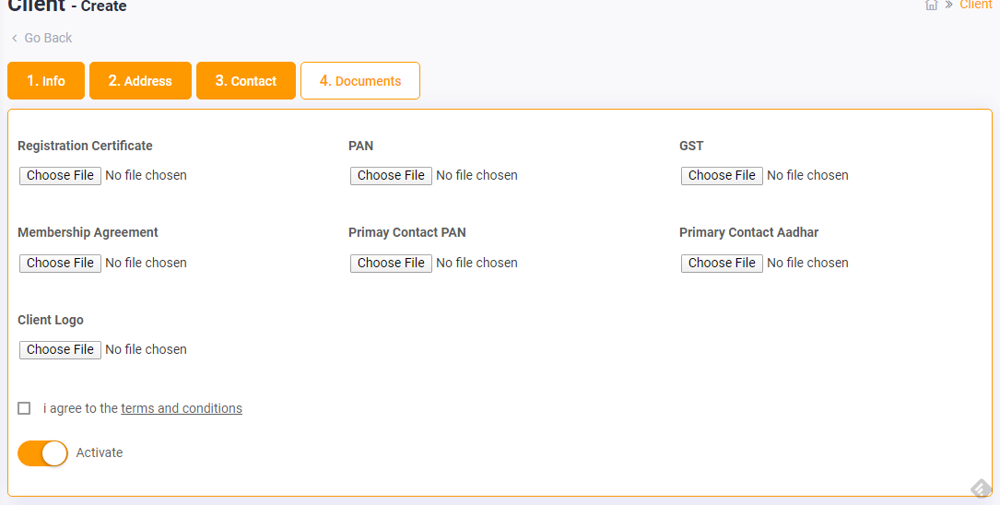 Client - Create
» Client
< Go Back
1. Info 2. Address 3. Contact 4. Documents
Registration Certificate PAN GST
Choose File No file chosen Choose File No file chosen Choose File No file chosen
Membership Agreement Primay Contact PAN Primary Contact Aadhar
Choose File No file chosen Choose File No file chosen Choose File No file chosen
Client Logo
Choose File No file chosen
i agree to the terms and conditions
Activate